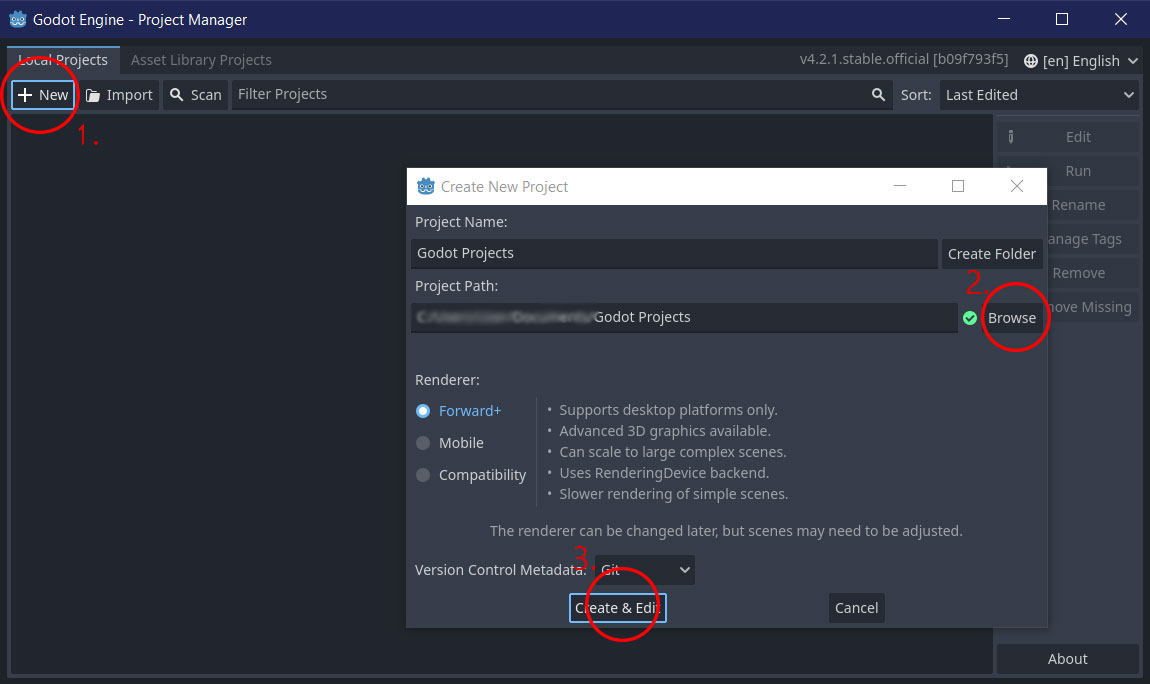 Godot Engine - Project Manager
Local Projects
Asset Library Projects
v4.2.1.stable.official [b09f793f5]
[en] English
New
Import
Scan
Filter Projects
Sort:
Last Edited
1.
Edit
Run
Rename
anage Tags
Remove
ove Missing
Create New Project
Project Name:
Godot Projects
Create Folder
Project Path:
2.
Godot Projects
Browse
Renderer:
Forward+
Mobile
Compatibility
• Supports desktop platforms only.
• Advanced 3D graphics available.
• Can scale to large complex scenes.
• Uses RenderingDevice backend.
• Slower rendering of simple scenes.
The renderer can be changed later, but scenes may need to be adjusted.
3.
Version Control Metadata:
Git
Create & Edit
Cancel
About